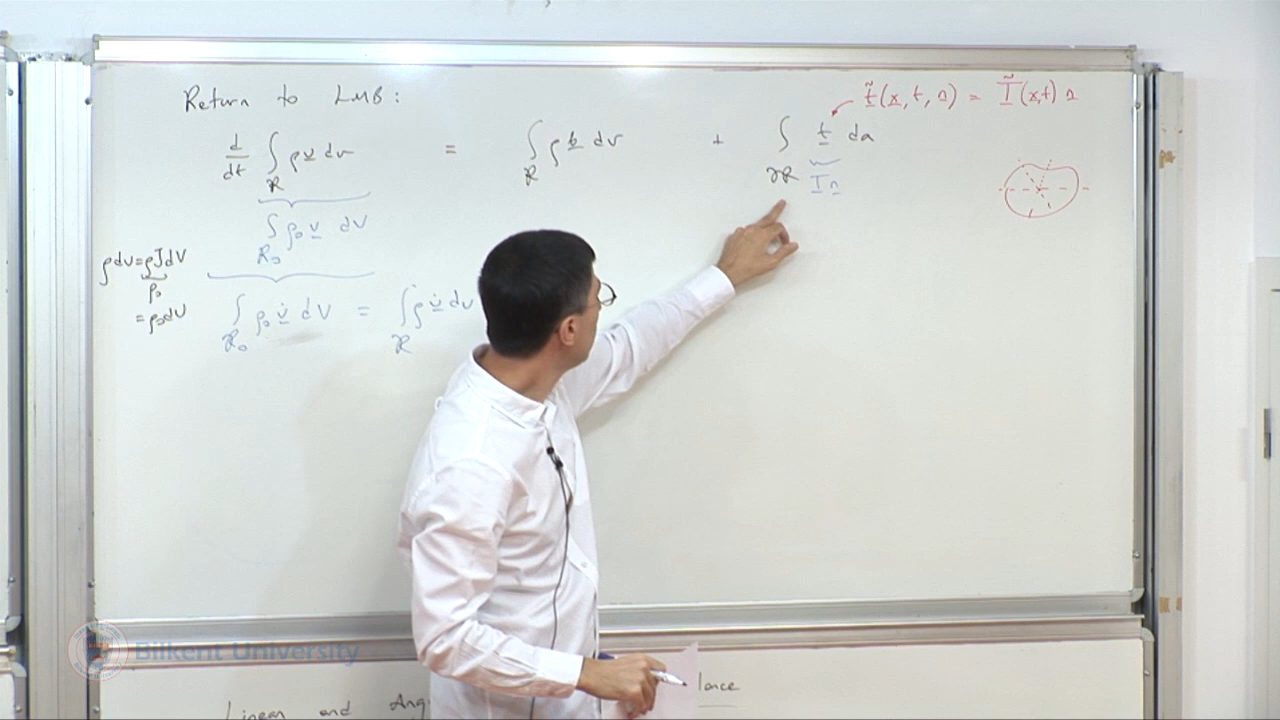 Return to LMB:
t̃(x, t, n) = T̃(x,t) n
d/dt ∫_R ρ v dv = ∫_R ρ b dv + ∫_∂R t da
T n
∫_R₀ ρ₀ v dV
ρdv = ρJdV
ρ₀
= ρ₀dV
∫_R₀ ρ₀ v̇ dV = ∫_R ρ v̇ dv
Bilkent University
Linear and Ang
lance